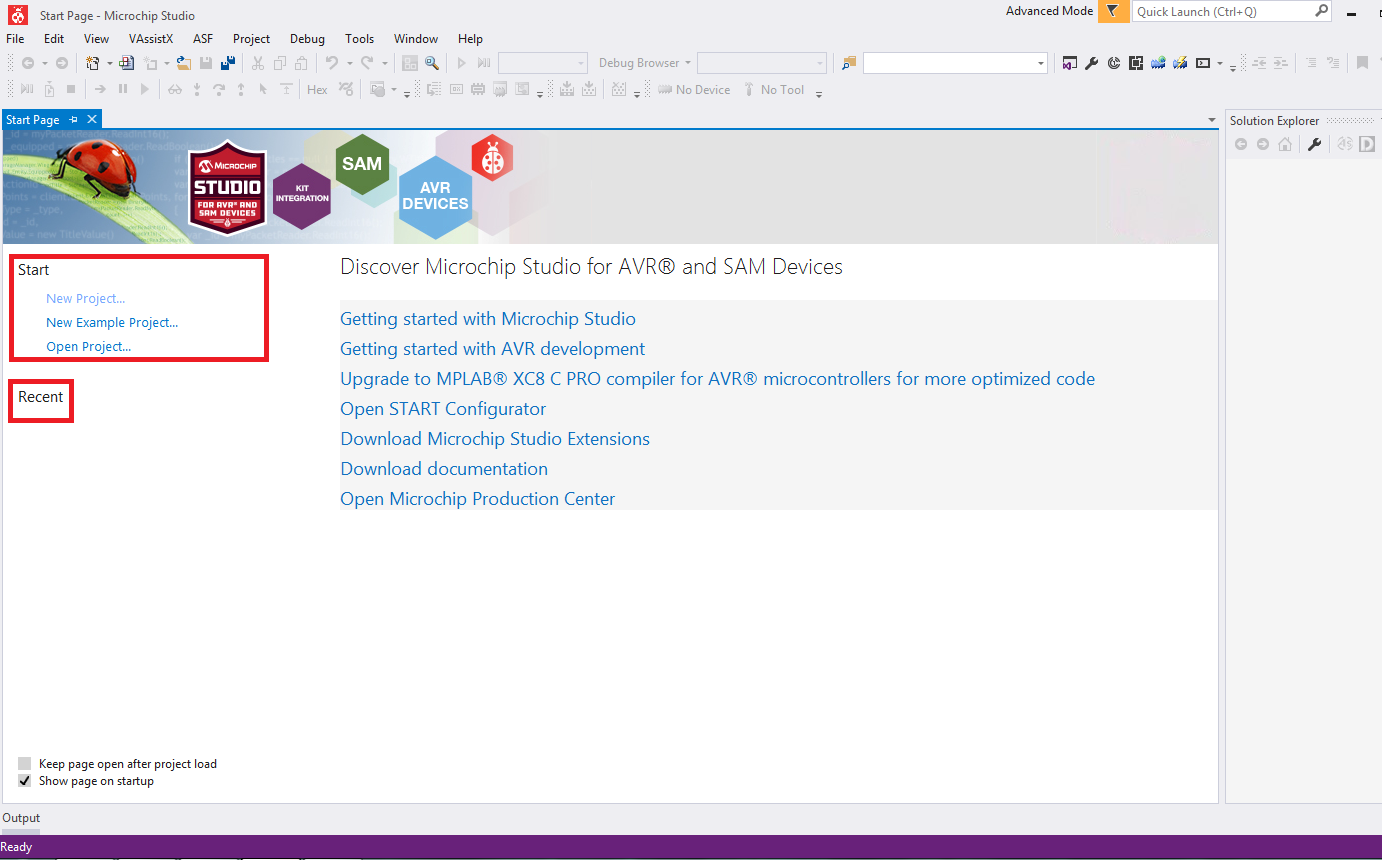 Start Page - Microchip Studio
Advanced Mode
Quick Launch (Ctrl+Q)
File Edit View VAssistX ASF Project Debug Tools Window Help
Debug Browser
Hex
No Device
No Tool
Start Page
Solution Explorer
MICROCHIP
STUDIO
FOR AVR® AND
SAM DEVICES
KIT
INTEGRATION
SAM
AVR
DEVICES
Start
New Project...
New Example Project...
Open Project...
Recent
Discover Microchip Studio for AVR® and SAM Devices
Getting started with Microchip Studio
Getting started with AVR development
Upgrade to MPLAB® XC8 C PRO compiler for AVR® microcontrollers for more optimized code
Open START Configurator
Download Microchip Studio Extensions
Download documentation
Open Microchip Production Center
Keep page open after project load
Show page on startup
Output
Ready